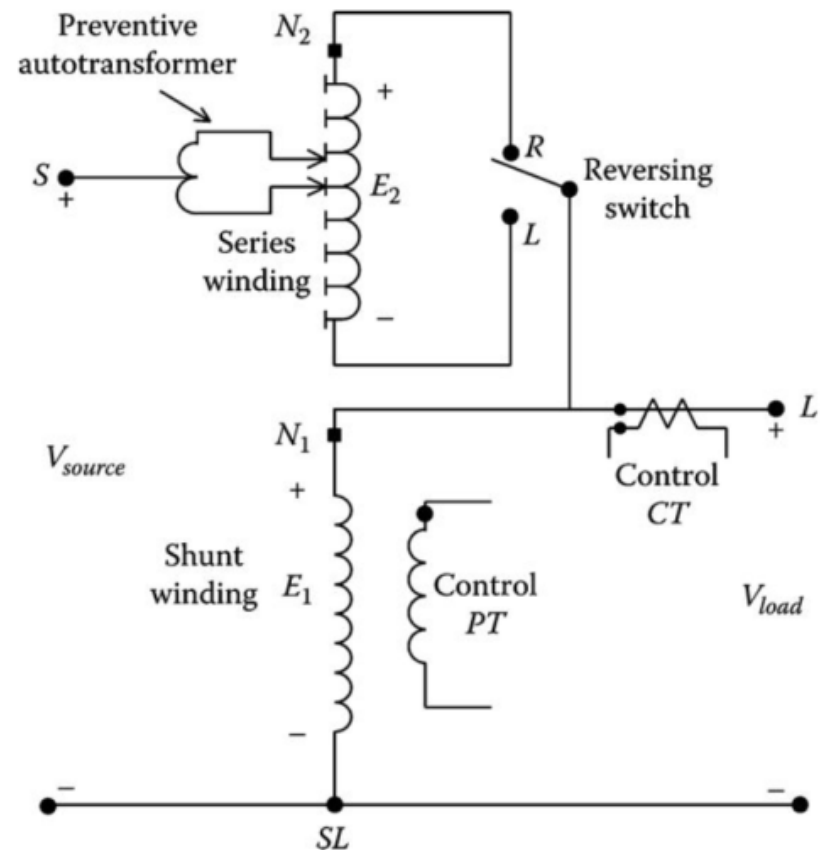 Preventive
autotransformer
N2
+
S
+
E2
R
Reversing
switch
L
Series
winding
−
N1
L
+
Control
CT
Vsource
+
Shunt
winding
E1
Control
PT
Vload
−
−
−
SL